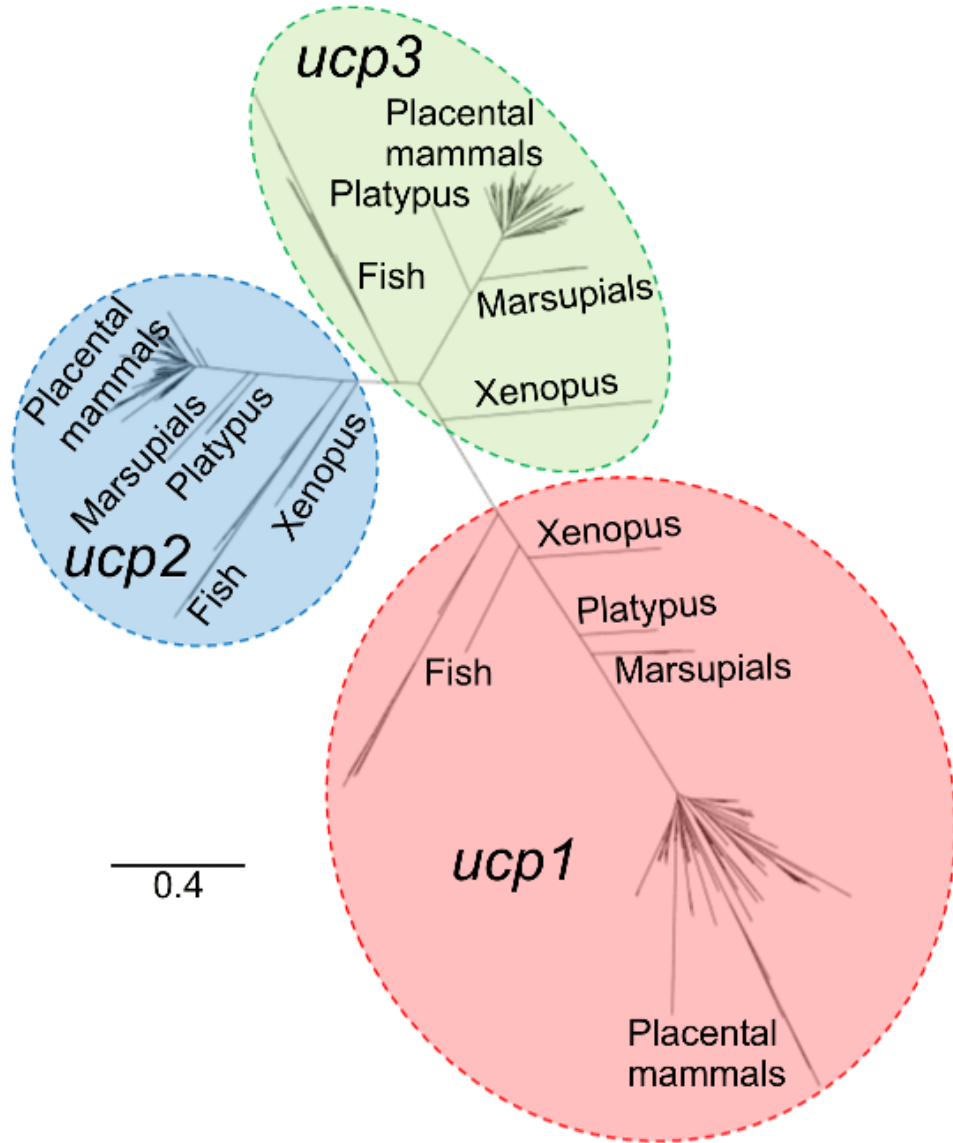 ucp3
Placental
mammals
Platypus
Fish
Marsupials
Xenopus
Placental
mammals
Marsupials
Platypus
Xenopus
Fish
ucp2
Xenopus
Platypus
Marsupials
Fish
ucp1
Placental
mammals
0.4